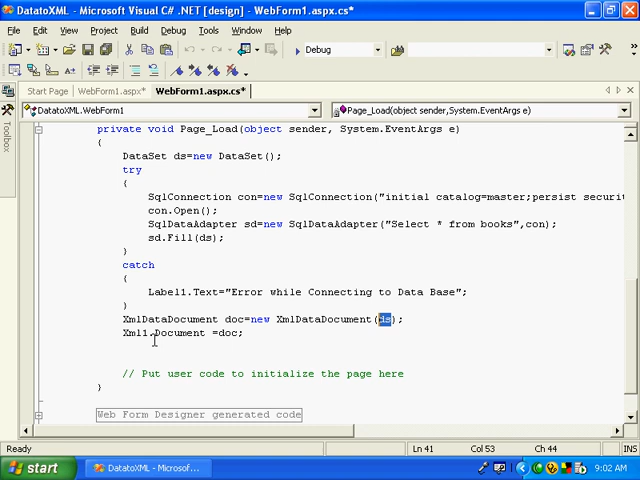 DatatoXML - Microsoft Visual C# .NET [design] - WebForm1.aspx.cs*
File Edit View Project Build Debug Tools Window Help
Debug
Start Page WebForm1.aspx* WebForm1.aspx.cs*
DatatoXML.WebForm1 Page_Load(object sender,System.EventArgs e)
Toolbox
private void Page_Load(object sender, System.EventArgs e)
{
DataSet ds=new DataSet();
try
{
SqlConnection con=new SqlConnection("initial catalog=master;persist securit
con.Open();
SqlDataAdapter sd=new SqlDataAdapter("Select * from books",con);
sd.Fill(ds);
}
catch
{
Label1.Text="Error while Connecting to Data Base";
}
XmlDataDocument doc=new XmlDataDocument(ds);
Xml1.Document =doc;
// Put user code to initialize the page here
}
Web Form Designer generated code
Ready Ln 41 Col 53 Ch 44 INS
start DatatoXML - Microsof... 9:02 AM